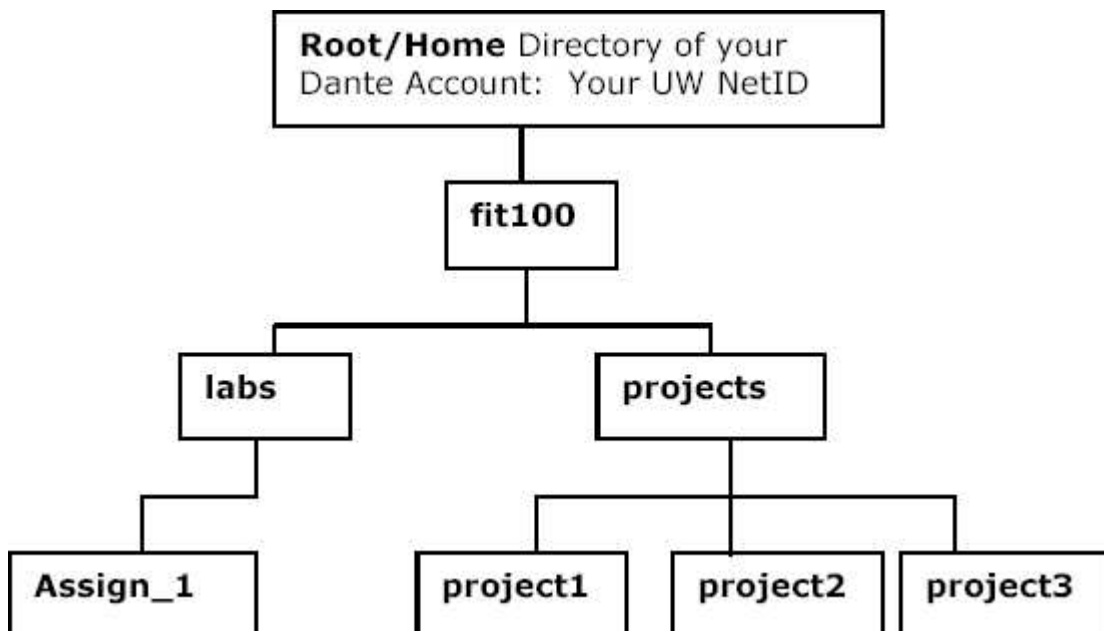 Root/Home Directory of your
Dante Account:  Your UW NetID
fit100
labs
projects
Assign_1
project1
project2
project3